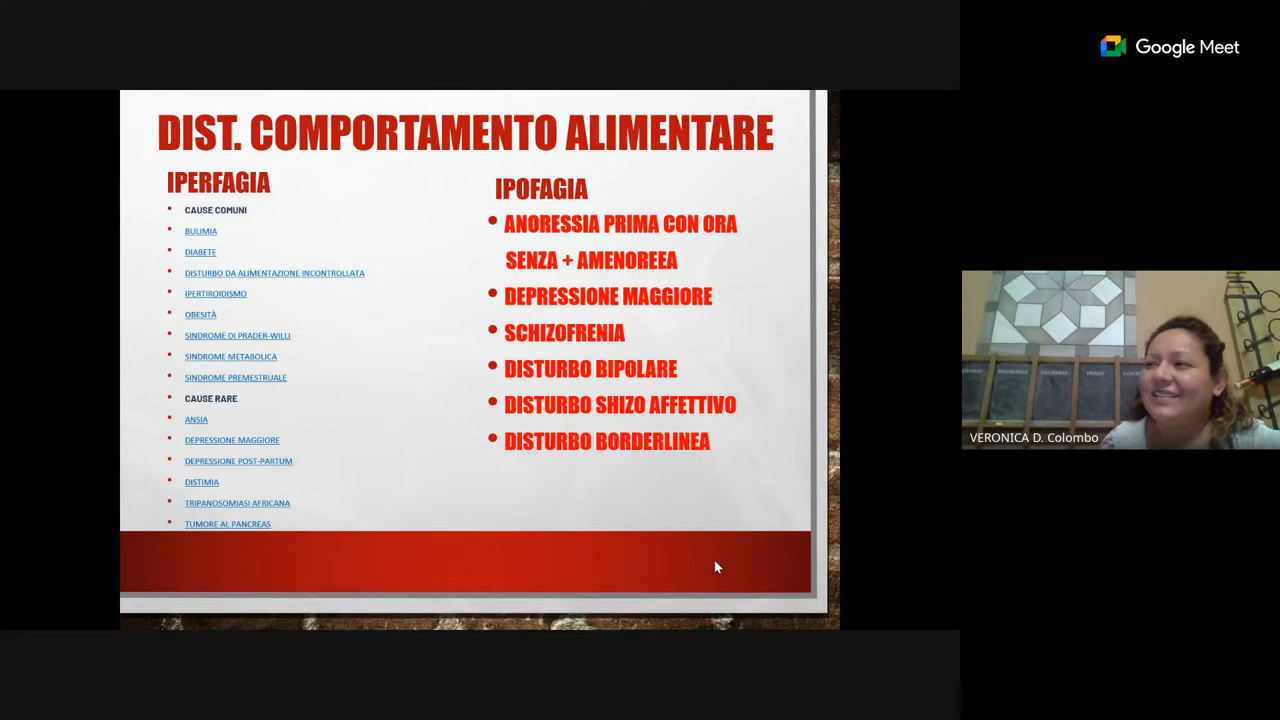 Google Meet
DIST. COMPORTAMENTO ALIMENTARE
IPERFAGIA
CAUSE COMUNI
BULIMIA
DIABETE
DISTURBO DA ALIMENTAZIONE INCONTROLLATA
IPERTIROIDISMO
OBESITÀ
SINDROME DI PRADER-WILLI
SINDROME METABOLICA
SINDROME PREMESTRUALE
CAUSE RARE
ANSIA
DEPRESSIONE MAGGIORE
DEPRESSIONE POST-PARTUM
DISTIMIA
TRIPANOSOMIASI AFRICANA
TUMORE AL PANCREAS
IPOFAGIA
ANORESSIA PRIMA CON ORA
SENZA + AMENOREEA
DEPRESSIONE MAGGIORE
SCHIZOFRENIA
DISTURBO BIPOLARE
DISTURBO SHIZO AFFETTIVO
DISTURBO BORDERLINEA
VERONICA D. Colombo